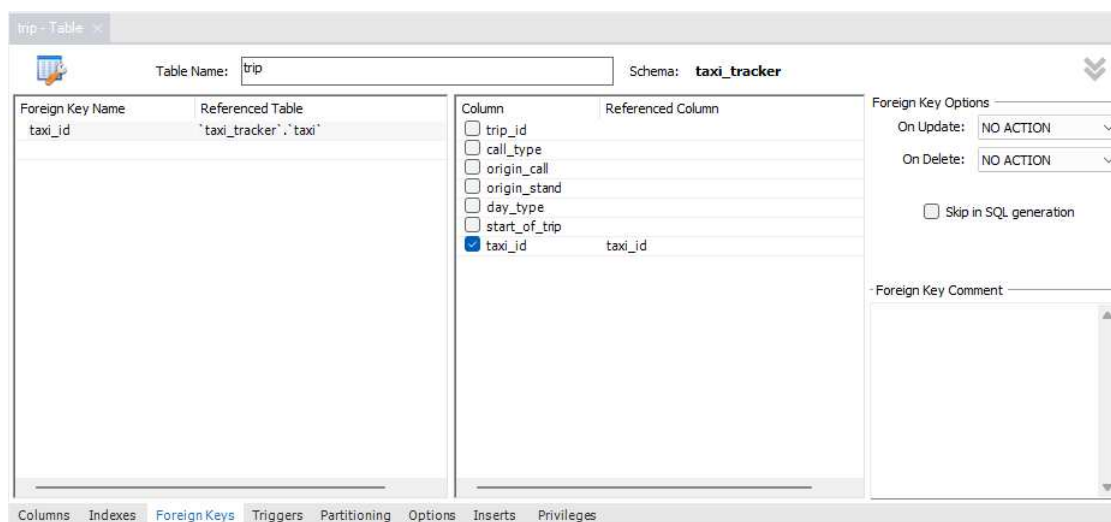 trip - Table ×
Table Name: trip Schema: taxi_tracker
Foreign Key Name Referenced Table
taxi_id `taxi_tracker`.`taxi`
Column Referenced Column
trip_id
call_type
origin_call
origin_stand
day_type
start_of_trip
taxi_id taxi_id
Foreign Key Options
On Update: NO ACTION
On Delete: NO ACTION
Skip in SQL generation
Foreign Key Comment
Columns Indexes Foreign Keys Triggers Partitioning Options Inserts Privileges